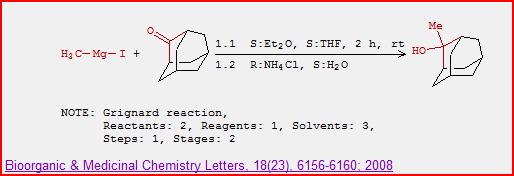 O
Me
1.1 S:Et2O, S:THF, 2 h, rt
H3C—Mg—I +
HO
1.2 R:NH4Cl, S:H2O
NOTE: Grignard reaction,
Reactants: 2, Reagents: 1, Solvents: 3,
Steps: 1, Stages: 2
Bioorganic & Medicinal Chemistry Letters, 18(23), 6156-6160; 2008